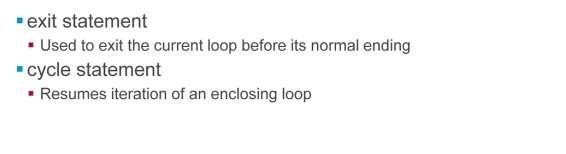 exit statement
Used to exit the current loop before its normal ending
cycle statement
Resumes iteration of an enclosing loop